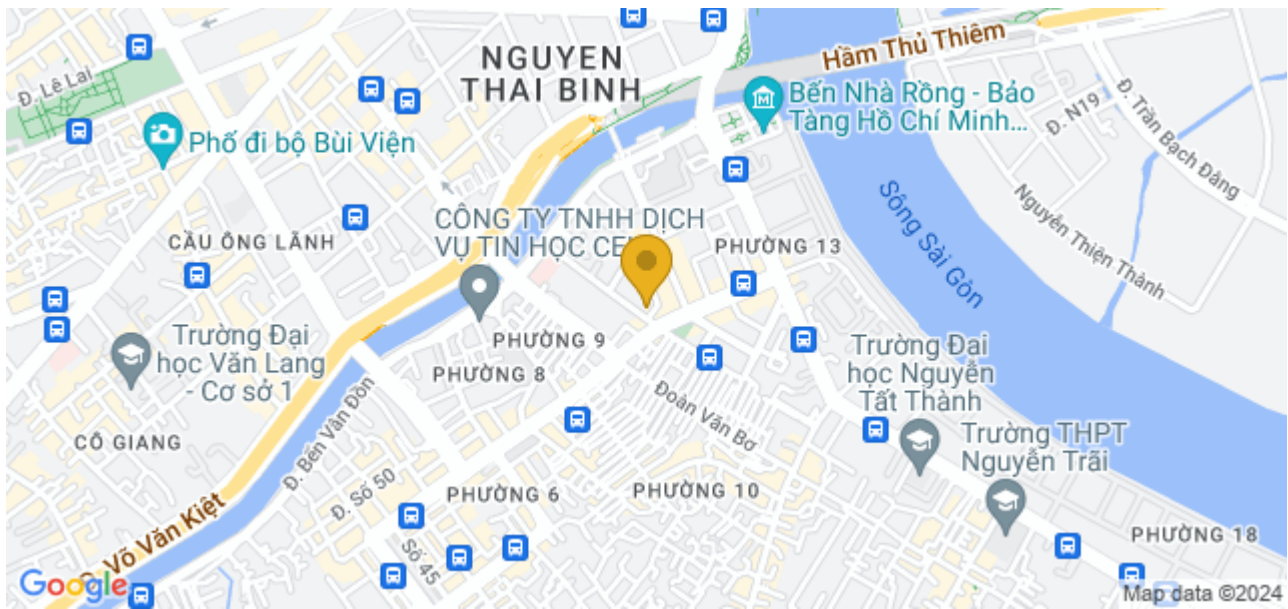 NGUYEN
THAI BINH
Hầm Thủ Thiêm
Đ. Lê Lai
Bến Nhà Rồng - Bảo
Tàng Hồ Chí Minh...
Đ. N19
Đ. Trần Bạch Đằng
Phố đi bộ Bùi Viện
Sông Sài Gòn
Nguyễn Thiện Thành
CÔNG TY TNHH DỊCH
VỤ TIN HỌC
CẦU ÔNG LÃNH
PHƯỜNG 13
Trường Đại
học Văn Lang
- Cơ sở 1
PHƯỜNG 9
PHƯỜNG 8
Trường Đại
học Nguyễn
Tất Thành
Đoàn Văn Bơ
Đ. Bến Vân Đồn
CÔ GIANG
Trường THPT
Nguyễn Trãi
Đ. Số 50
PHƯỜNG 6
PHƯỜNG 10
Võ Văn Kiệt
Số 45
PHƯỜNG 18
Google
Map data ©2024